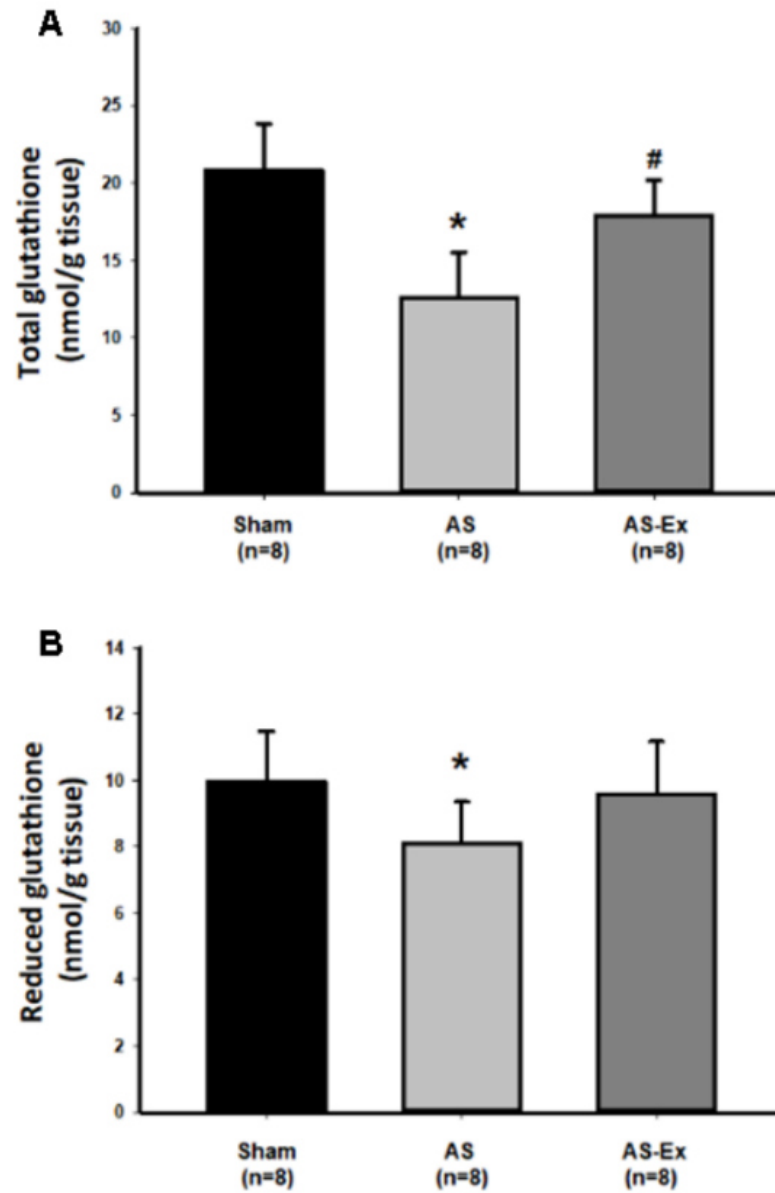 A
Total glutathione
(nmol/g tissue)
30
25
20
15
10
5
0
*
#
Sham
(n=8)
AS
(n=8)
AS-Ex
(n=8)
B
Reduced glutathione
(nmol/g tissue)
14
12
10
8
6
4
2
0
*
Sham
(n=8)
AS
(n=8)
AS-Ex
(n=8)